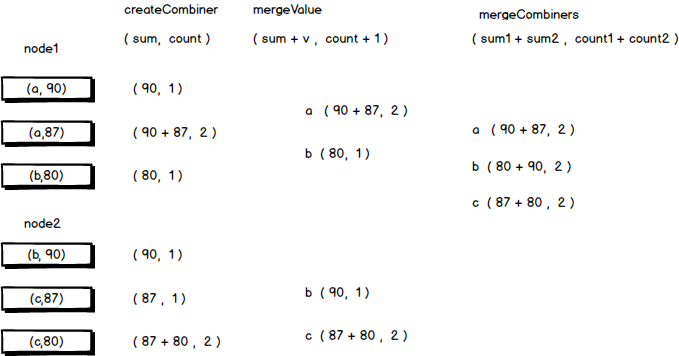 createCombiner mergeValue mergeCombiners
( sum, count ) ( sum + v , count + 1 ) ( sum1 + sum2 , count1 + count2 )
node1
(a, 90) ( 90, 1 )
a ( 90 + 87, 2 )
(a,87) ( 90 + 87, 2 ) a ( 90 + 87, 2 )
b ( 80, 1 )
b ( 80 + 90, 2 )
(b,80) ( 80, 1 )
c ( 87 + 80 , 2 )
node2
(b, 90) ( 90, 1 )
(c,87) ( 87 , 1 ) b ( 90, 1 )
(c,80) ( 87 + 80 , 2 ) c ( 87 + 80 , 2 )